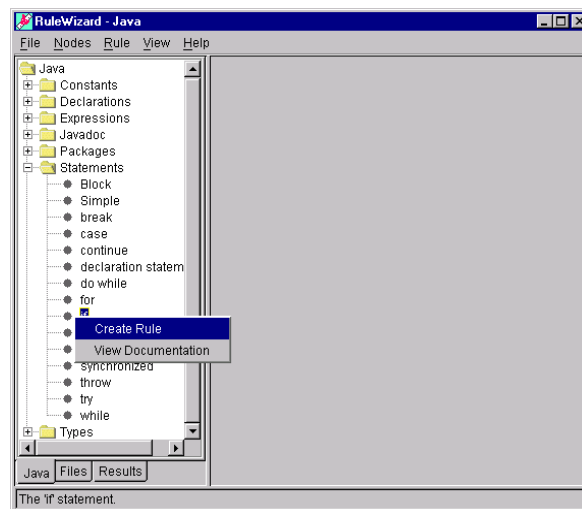 RuleWizard - Java
File Nodes Rule View Help
Java
Constants
Declarations
Expressions
Javadoc
Packages
Statements
Block
Simple
break
case
continue
declaration statem
do while
for
if
Create Rule
View Documentation
synchronized
throw
try
while
Types
Java Files Results
The 'if' statement.